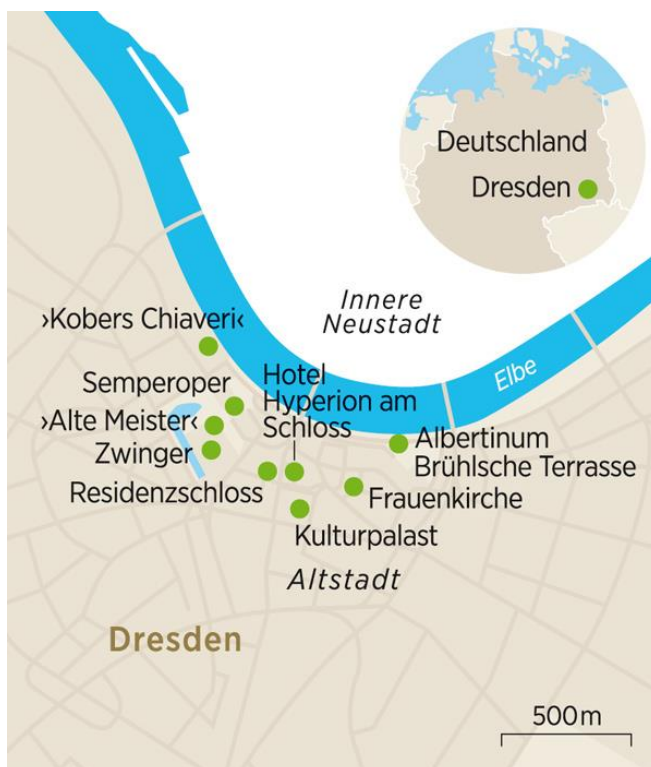 Deutschland
Dresden
Innere
Neustadt
›Kobers Chiaveri‹
Semperoper
Hotel
Hyperion am
Schloss
Elbe
›Alte Meister‹
Zwinger
Albertinum
Brühlsche Terrasse
Residenzschloss
Frauenkirche
Kulturpalast
Altstadt
Dresden
500 m